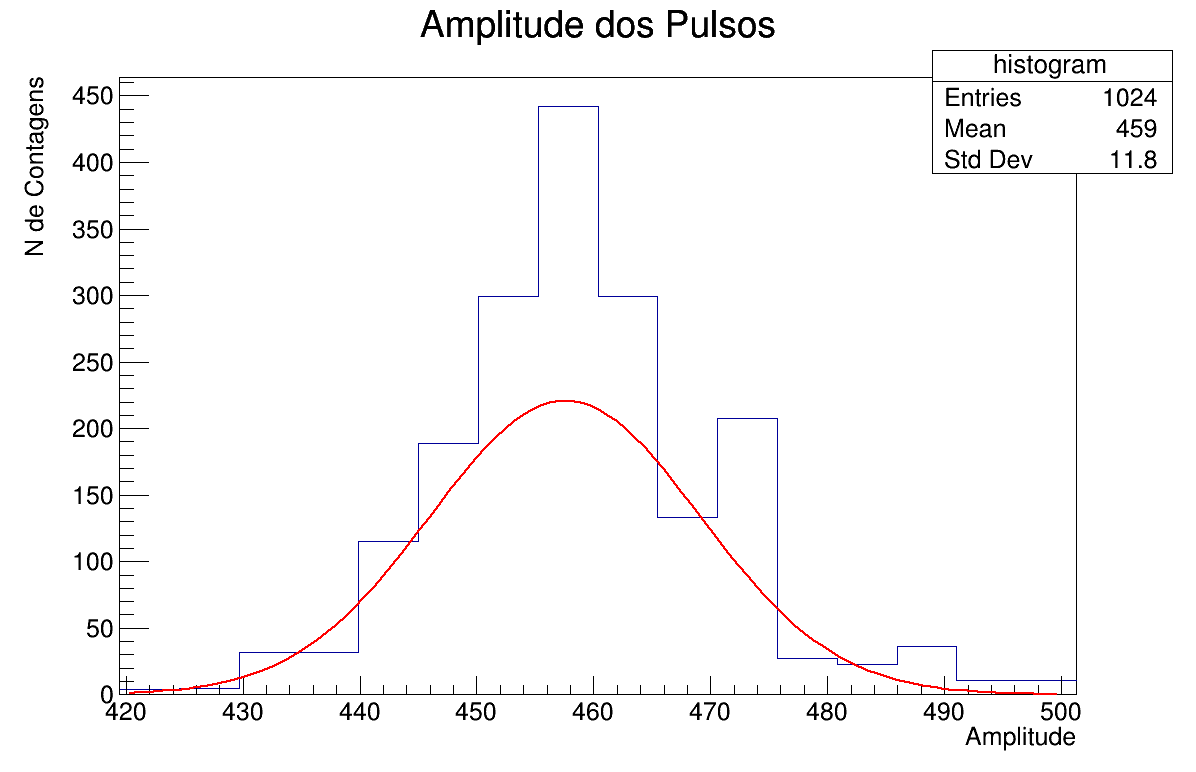 Amplitude dos Pulsos
histogram
Entries 1024
Mean 459
Std Dev 11.8
N de Contagens
450
400
350
300
250
200
150
100
50
0
420 430 440 450 460 470 480 490 500
Amplitude